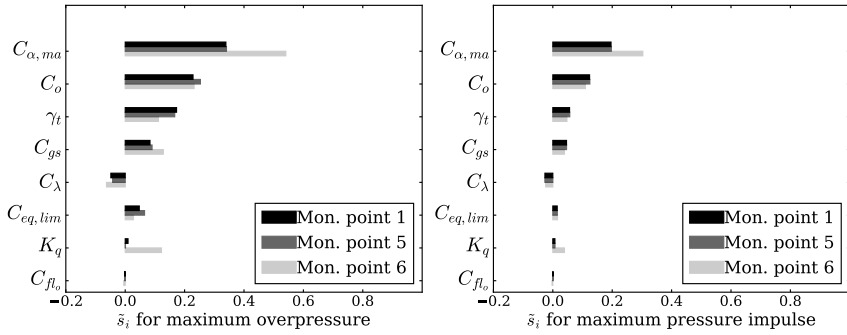 C_{α,ma}
C_o
γ_t
C_{gs}
C_λ
C_{eq,lim}
K_q
C_{fl_o}
Mon. point 1
Mon. point 5
Mon. point 6
−0.2 0.0 0.2 0.4 0.6 0.8
s̃_i for maximum overpressure
C_{α,ma}
C_o
γ_t
C_{gs}
C_λ
C_{eq,lim}
K_q
C_{fl_o}
Mon. point 1
Mon. point 5
Mon. point 6
−0.2 0.0 0.2 0.4 0.6 0.8
s̃_i for maximum pressure impulse